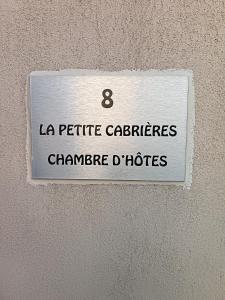 8
LA PETITE CABRIÈRES
CHAMBRE D'HÔTES